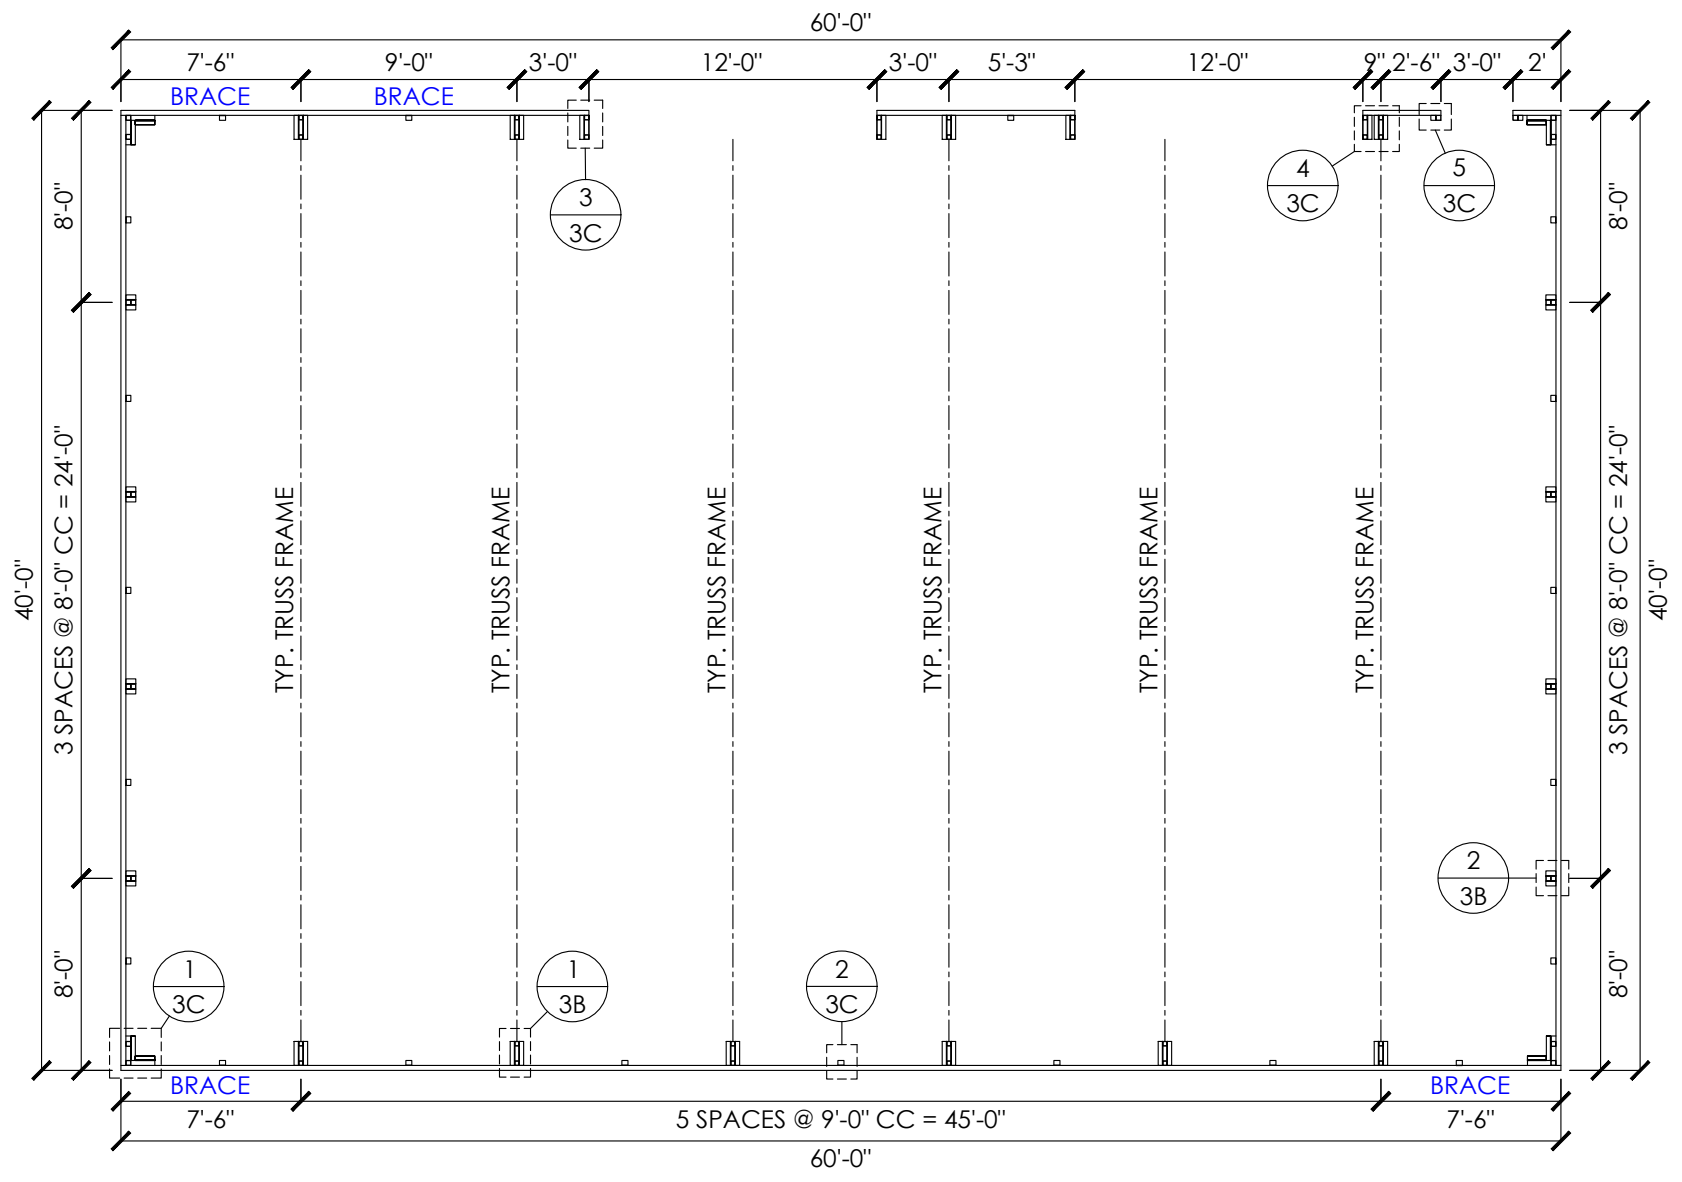 60'-0"
7'-6"
9'-0"
3'-0"
12'-0"
3'-0"
5'-3"
12'-0"
9"
2'-6"
3'-0"
2'
BRACE
BRACE
3
3C
4
3C
5
3C
8'-0"
8'-0"
3 SPACES @ 8'-0" CC = 24'-0"
40'-0"
TYP. TRUSS FRAME
TYP. TRUSS FRAME
TYP. TRUSS FRAME
TYP. TRUSS FRAME
TYP. TRUSS FRAME
TYP. TRUSS FRAME
3 SPACES @ 8'-0" CC = 24'-0"
40'-0"
2
3B
8'-0"
8'-0"
1
3C
1
3B
2
3C
BRACE
BRACE
7'-6"
5 SPACES @ 9'-0" CC = 45'-0"
7'-6"
60'-0"